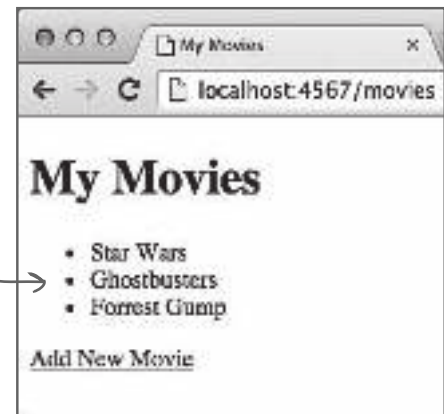 My Movies
localhost:4567/movies
My Movies
• Star Wars
• Ghostbusters
• Forrest Gump
Add New Movie